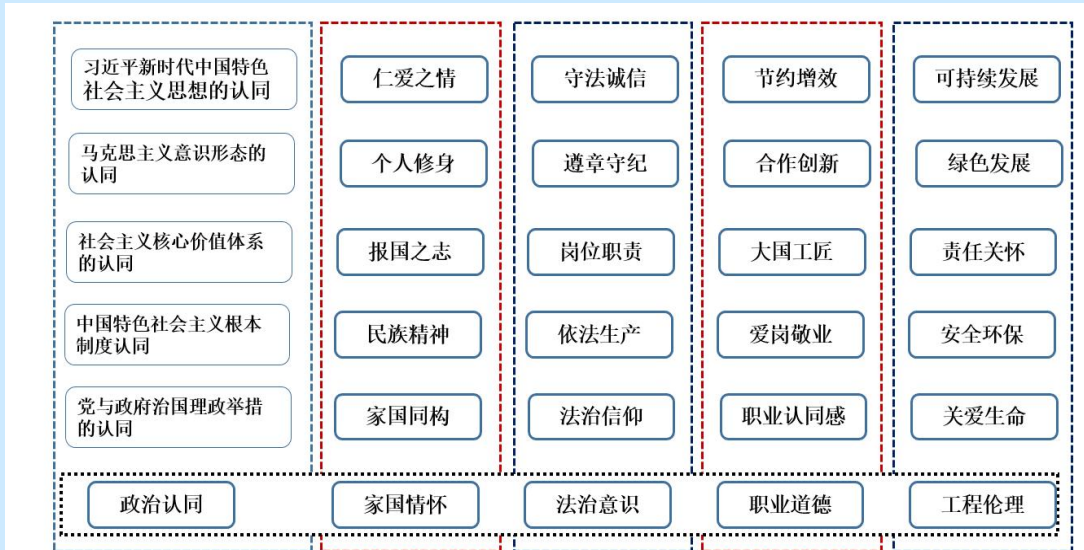 习近平新时代中国特色
社会主义思想的认同
仁爱之情
守法诚信
节约增效
可持续发展
马克思主义意识形态的
认同
个人修身
遵章守纪
合作创新
绿色发展
社会主义核心价值体系
的认同
报国之志
岗位职责
大国工匠
责任关怀
中国特色社会主义根本
制度认同
民族精神
依法生产
爱岗敬业
安全环保
党与政府治国理政举措
的认同
家国同构
法治信仰
职业认同感
关爱生命
政治认同
家国情怀
法治意识
职业道德
工程伦理